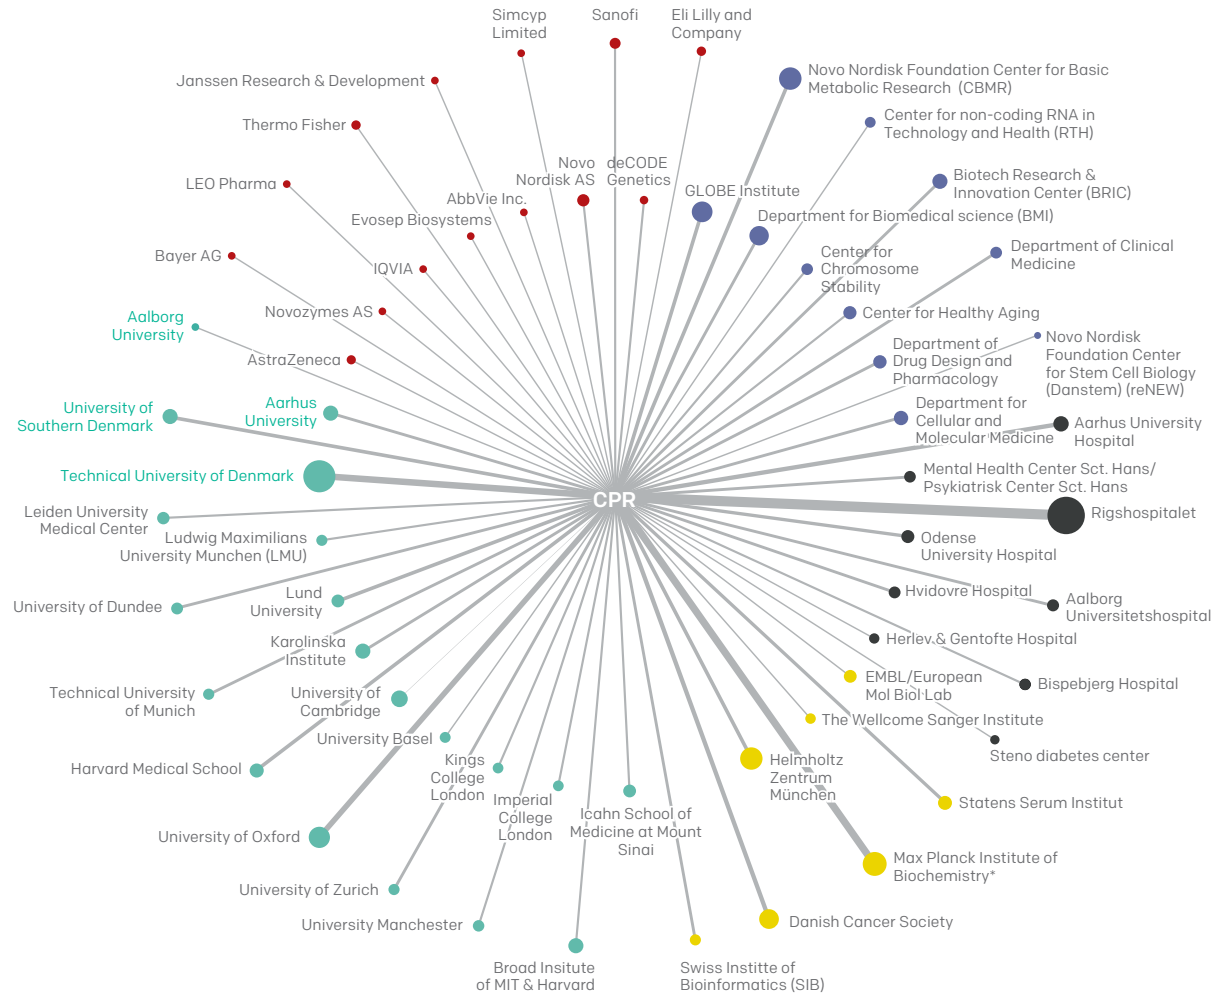 Simcyp
Limited
Sanofi
Eli Lilly and
Company
Janssen Research & Development
Novo Nordisk Foundation Center for Basic
Metabolic Research (CBMR)
Thermo Fisher
Center for non-coding RNA in
Technology and Health (RTH)
LEO Pharma
Novo
Nordisk AS
deCODE
Genetics
GLOBE Institute
Biotech Research &
Innovation Center (BRIC)
AbbVie Inc.
Evosep Biosystems
Department for Biomedical science (BMI)
Bayer AG
IQVIA
Center for
Chromosome
Stability
Department of Clinical
Medicine
Aalborg
University
Novozymes AS
Center for Healthy Aging
AstraZeneca
Department of
Drug Design and
Pharmacology
Novo Nordisk
Foundation Center
for Stem Cell Biology
(Danstem) (reNEW)
University of
Southern Denmark
Aarhus
University
Department for
Cellular and
Molecular Medicine
Aarhus University
Hospital
Technical University of Denmark
Mental Health Center Sct. Hans/
Psykiatrisk Center Sct. Hans
CPR
Rigshospitalet
Leiden University
Medical Center
Ludwig Maximilians
University Munchen (LMU)
Odense
University Hospital
University of Dundee
Lund
University
Hvidovre Hospital
Aalborg
Universitetshospital
Karolinska
Institute
Herlev & Gentofte Hospital
Technical University
of Munich
University of
Cambridge
EMBL/European
Mol Biol Lab
Bispebjerg Hospital
University Basel
The Wellcome Sanger Institute
Steno diabetes center
Harvard Medical School
Kings
College
London
Imperial
College
London
Icahn School of
Medicine at Mount
Sinai
Helmholtz
Zentrum
München
Statens Serum Institut
University of Oxford
Max Planck Institute of
Biochemistry*
University of Zurich
University Manchester
Danish Cancer Society
Broad Insitute
of MIT & Harvard
Swiss Institte of
Bioinformatics (SIB)